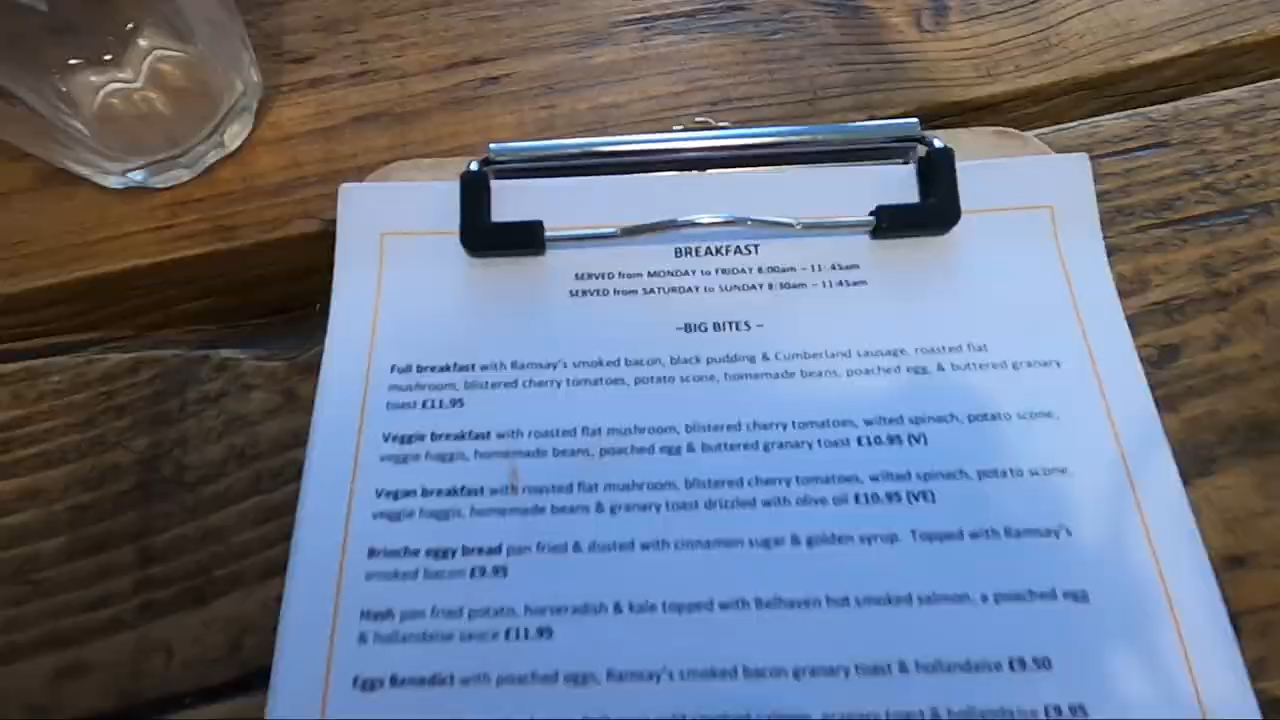 BREAKFAST
SERVED from MONDAY to FRIDAY 8:00am – 11:45am
SERVED from SATURDAY to SUNDAY 8:30am – 11:45am
–BIG BITES –
Full breakfast with Ramsay's smoked bacon, black pudding & Cumberland sausage, roasted flat
mushroom, blistered cherry tomatoes, potato scone, homemade beans, poached egg, & buttered granary
toast £11.95
Veggie breakfast with roasted flat mushroom, blistered cherry tomatoes, wilted spinach, potato scone,
veggie haggis, homemade beans, poached egg & buttered granary toast £10.95 (V)
Vegan breakfast with roasted flat mushroom, blistered cherry tomatoes, wilted spinach, potato scone,
veggie haggis, homemade beans & granary toast drizzled with olive oil £10.95 (VE)
Brioche eggy bread pan fried & dusted with cinnamon sugar & golden syrup. Topped with Ramsay's
smoked bacon £9.95
Hash pan fried potato, horseradish & kale topped with Belhaven hot smoked salmon, a poached egg
& hollandaise sauce £11.95
Eggs Benedict with poached eggs, Ramsay's smoked bacon granary toast & hollandaise £9.50
smoked salmon, granary toast & hollandaise £9.95